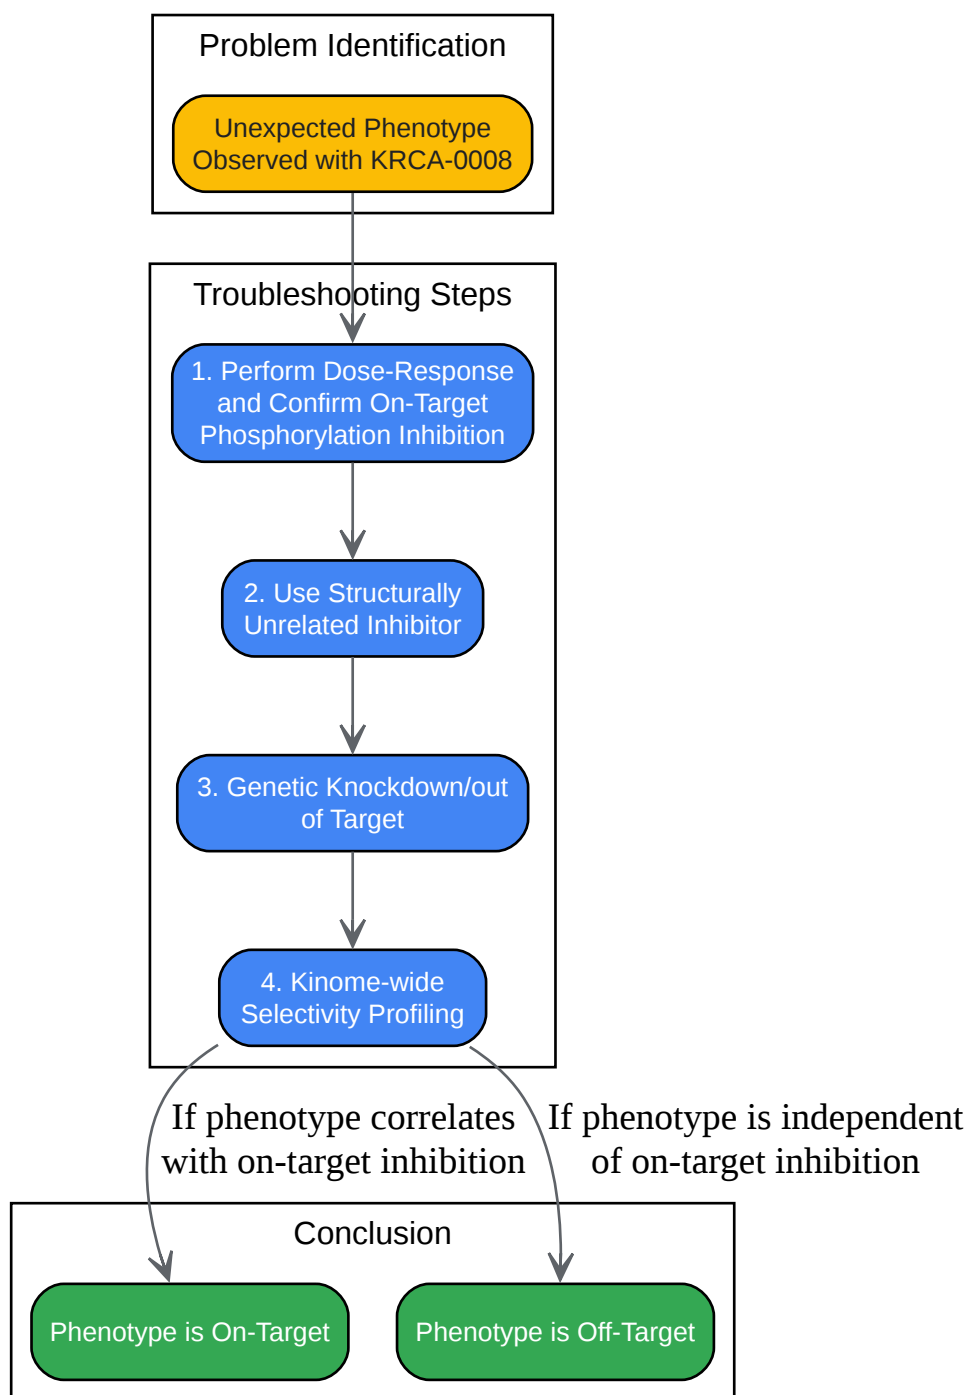 Problem Identification
Unexpected Phenotype
Observed with KRCA-0008
Troubleshooting Steps
1. Perform Dose-Response
and Confirm On-Target
Phosphorylation Inhibition
2. Use Structurally
Unrelated Inhibitor
3. Genetic Knockdown/out
of Target
4. Kinome-wide
Selectivity Profiling
If phenotype correlates
with on-target inhibition
If phenotype is independent
of on-target inhibition
Conclusion
Phenotype is On-Target
Phenotype is Off-Target